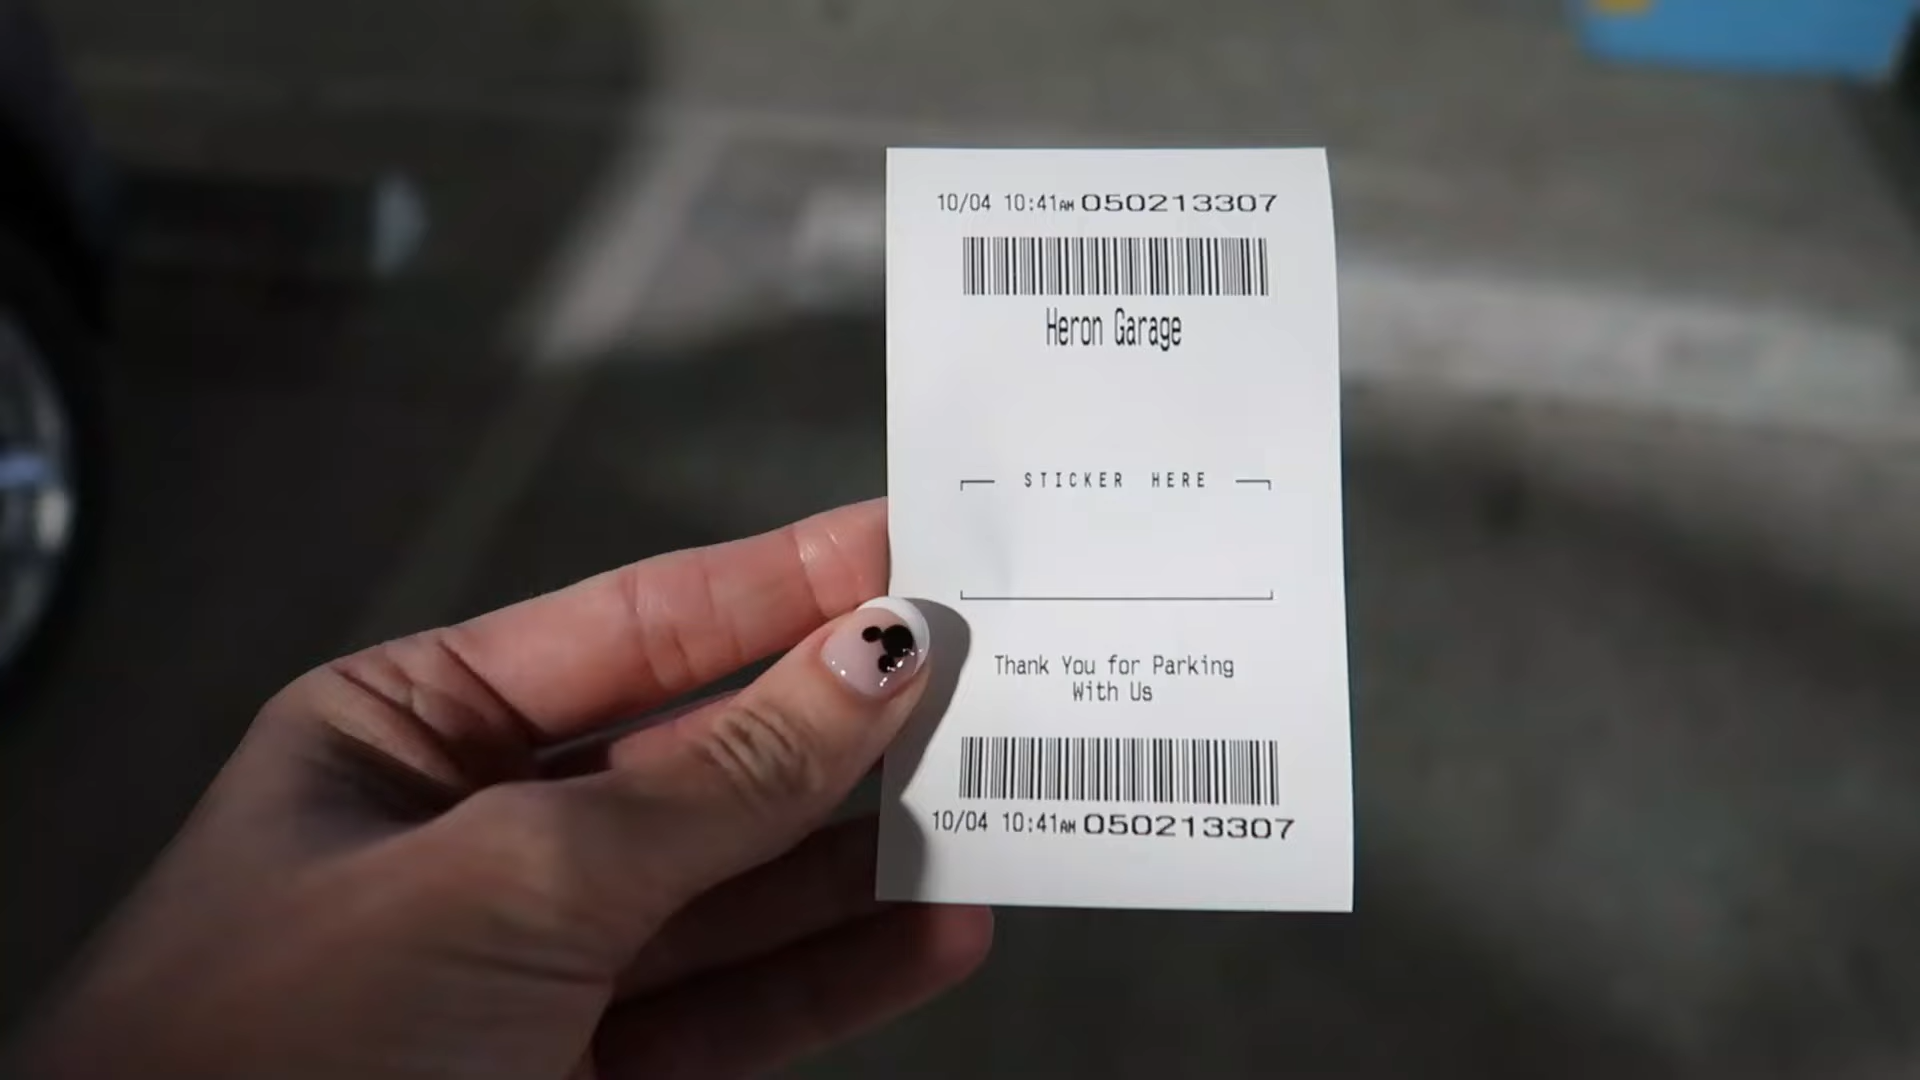 10/04 10:41AM 050213307
Heron Garage
STICKER HERE
Thank You for Parking
With Us
10/04 10:41AM 050213307